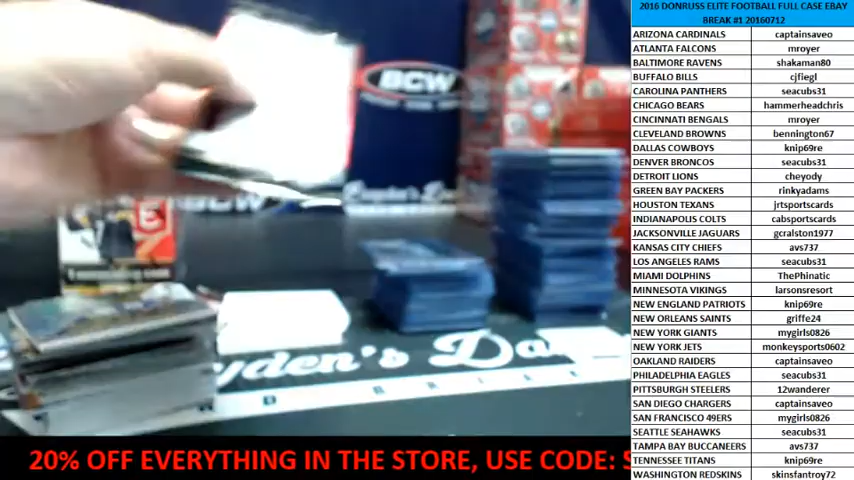 2016 DONRUSS ELITE FOOTBALL FULL CASE EBAY
BREAK #1 20160712
ARIZONA CARDINALS captainsaveo
ATLANTA FALCONS mroyer
BALTIMORE RAVENS shakaman80
BUFFALO BILLS cjfiegl
CAROLINA PANTHERS seacubs31
CHICAGO BEARS hammerheadchris
CINCINNATI BENGALS mroyer
CLEVELAND BROWNS bennington67
DALLAS COWBOYS knip69re
DENVER BRONCOS seacubs31
DETROIT LIONS cheyody
GREEN BAY PACKERS rinkyadams
HOUSTON TEXANS jrtsportscards
INDIANAPOLIS COLTS cabsportscards
JACKSONVILLE JAGUARS gcralston1977
KANSAS CITY CHIEFS avs737
LOS ANGELES RAMS seacubs31
MIAMI DOLPHINS ThePhinatic
MINNESOTA VIKINGS larsonsresort
NEW ENGLAND PATRIOTS knip69re
NEW ORLEANS SAINTS griffe24
NEW YORK GIANTS mygirls0826
NEW YORK JETS monkeysports0602
OAKLAND RAIDERS captainsaveo
PHILADELPHIA EAGLES seacubs31
PITTSBURGH STEELERS 12wanderer
SAN DIEGO CHARGERS captainsaveo
SAN FRANCISCO 49ERS mygirls0826
SEATTLE SEAHAWKS seacubs31
TAMPA BAY BUCCANEERS avs737
TENNESSEE TITANS knip69re
WASHINGTON REDSKINS skinsfantroy72
BCW
20% OFF EVERYTHING IN THE STORE, USE CODE: